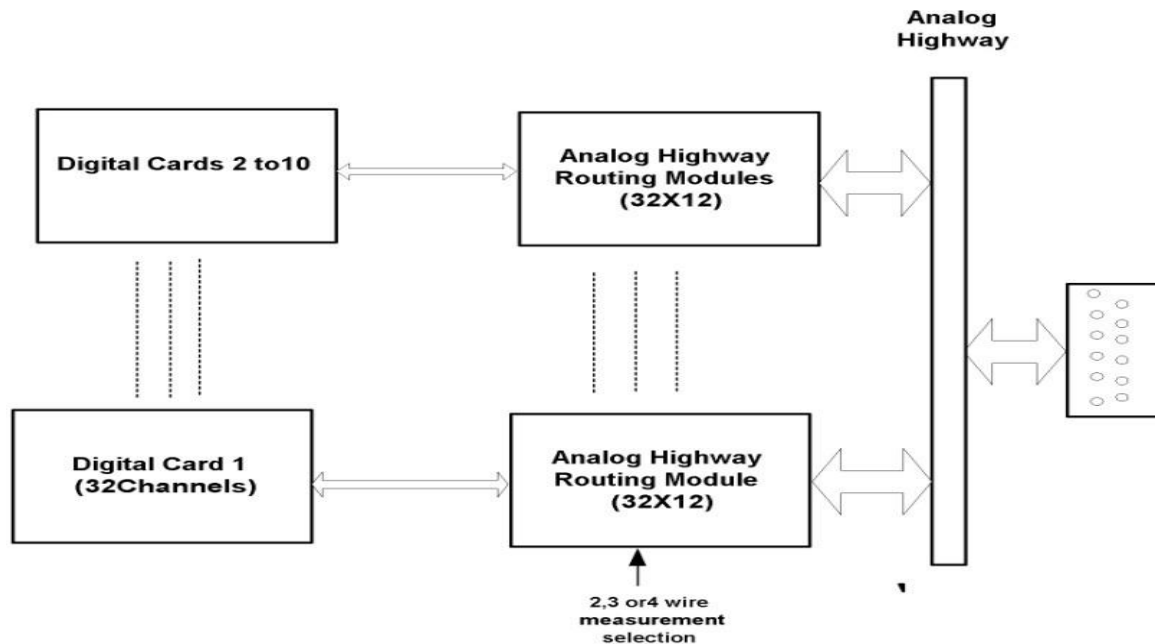 Analog
Highway
Digital Cards 2 to10
Analog Highway
Routing Modules
(32X12)
Digital Card 1
(32Channels)
Analog Highway
Routing Module
(32X12)
2,3 or4 wire
measurement
selection